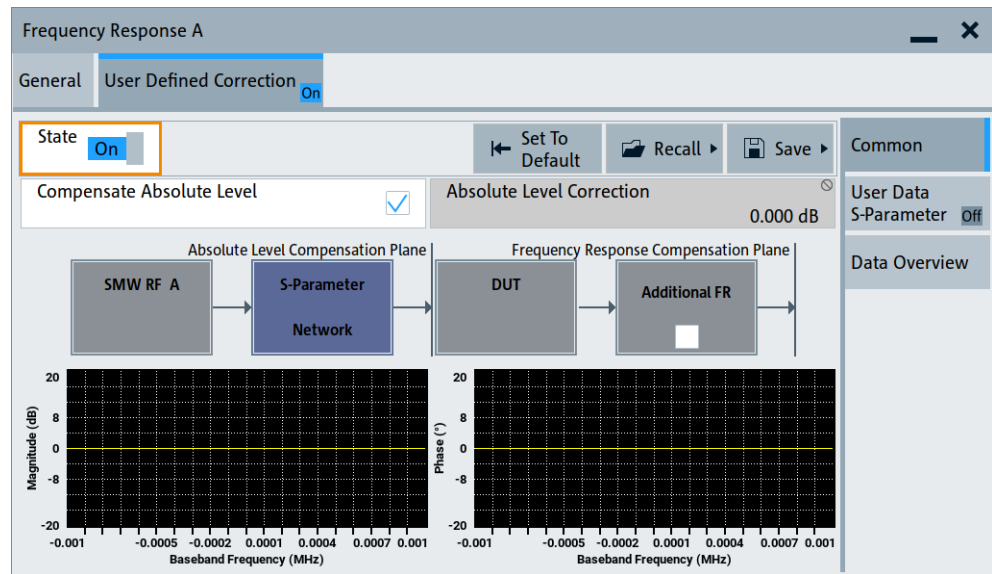 Frequency Response A
General
User Defined Correction On
State On
Set To
Default
Recall
Save
Common
Compensate Absolute Level
Absolute Level Correction
0.000 dB
User Data
S-Parameter Off
Data Overview
Absolute Level Compensation Plane
Frequency Response Compensation Plane
SMW RF A
S-Parameter
Network
DUT
Additional FR
20
8
0
-8
-20
Magnitude (dB)
-0.001 -0.0005 -0.0002 0.0001 0.0004 0.0007 0.001
Baseband Frequency (MHz)
20
8
0
-8
-20
Phase (°)
-0.001 -0.0005 -0.0002 0.0001 0.0004 0.0007 0.001
Baseband Frequency (MHz)